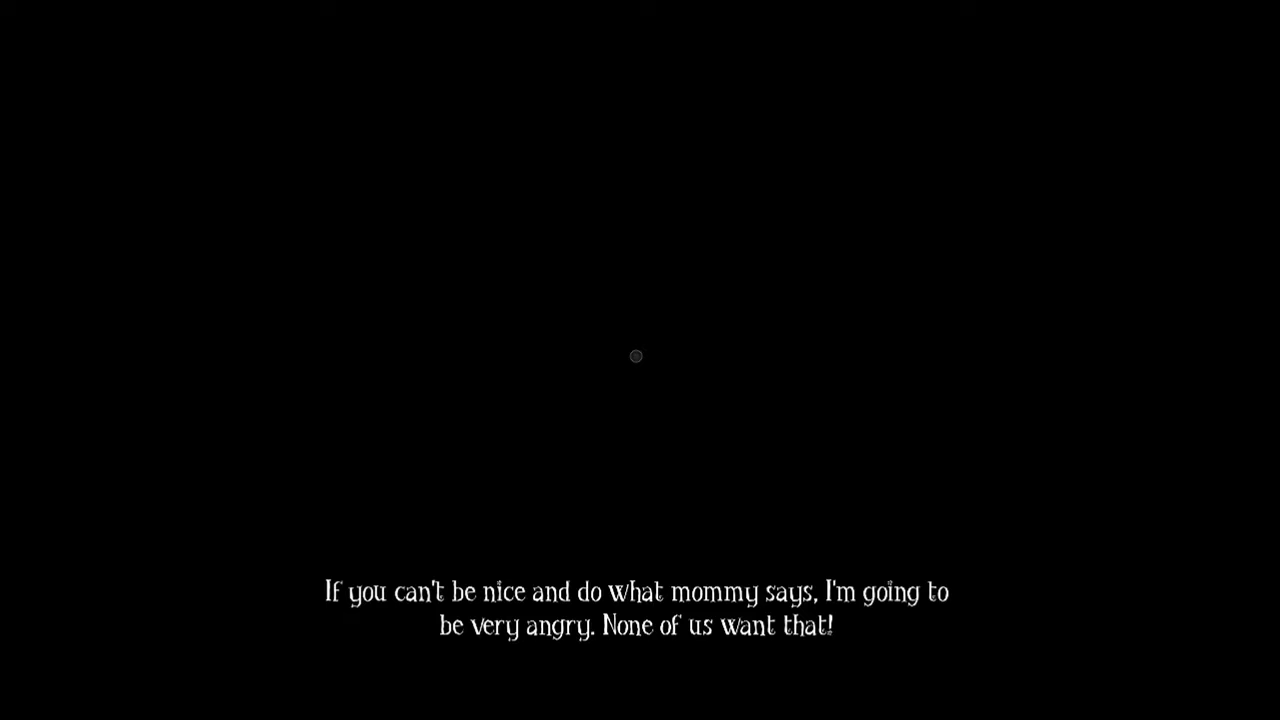 If you can't be nice and do what mommy says, I'm going to
be very angry. None of us want that!